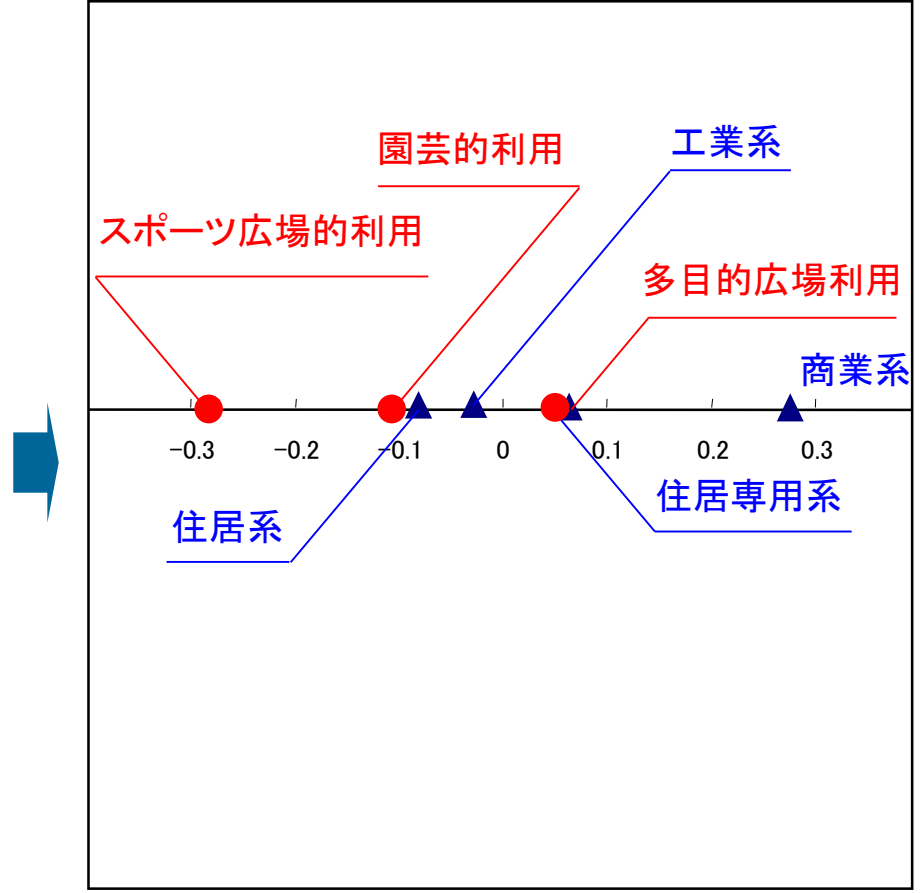 工業系
園芸的利用
スポーツ広場的利用
多目的広場利用
商業系
-0.3 -0.2 -0.1 0 0.1 0.2 0.3
住居専用系
住居系